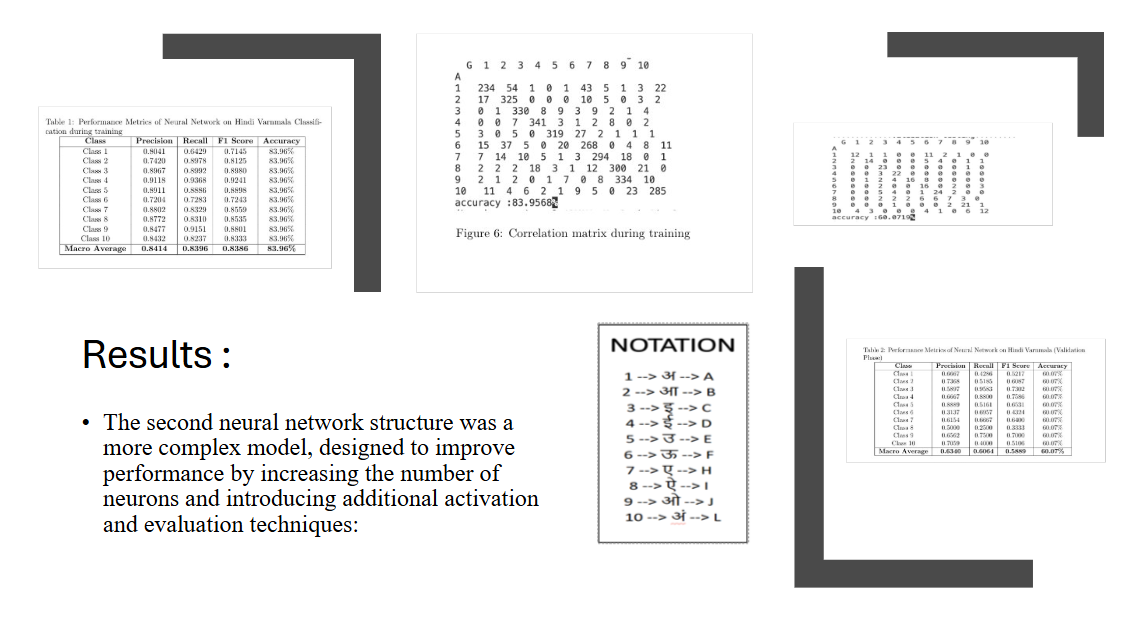 Table 1: Performance Metrics of Neural Network on Hindi Varnmala Classifi-
cation during training
Class Precision Recall F1 Score Accuracy
Class 1 0.8041 0.6429 0.7145 83.96%
Class 2 0.7420 0.8978 0.8125 83.96%
Class 3 0.8967 0.8992 0.8980 83.96%
Class 4 0.9118 0.9368 0.9241 83.96%
Class 5 0.8911 0.8886 0.8898 83.96%
Class 6 0.7204 0.7283 0.7243 83.96%
Class 7 0.8802 0.8329 0.8559 83.96%
Class 8 0.8772 0.8310 0.8535 83.96%
Class 9 0.8477 0.9151 0.8801 83.96%
Class 10 0.8432 0.8237 0.8333 83.96%
Macro Average 0.8414 0.8396 0.8386 83.96%
G 1 2 3 4 5 6 7 8 9 10
A
1 234 54 1 0 1 43 5 1 3 22
2 17 325 0 0 0 10 5 0 3 2
3 0 1 330 8 9 3 9 2 1 4
4 0 0 7 341 3 1 2 8 0 2
5 3 0 5 0 319 27 2 1 1 1
6 15 37 5 0 20 268 0 4 8 11
7 7 14 10 5 1 3 294 18 0 1
8 2 2 2 18 3 1 12 300 21 0
9 2 1 2 0 1 7 0 8 334 10
10 11 4 6 2 1 9 5 0 23 285
accuracy :83.9568%
Figure 6: Correlation matrix during training
G 1 2 3 4 5 6 7 8 9 10
A
1 12 1 1 0 0 11 2 1 0 0
2 2 14 0 0 0 5 4 0 1 1
3 0 0 23 0 0 0 0 0 1 0
4 0 0 3 22 0 0 0 0 0 0
5 0 1 2 4 16 8 0 0 0 0
6 0 0 2 0 0 16 0 2 0 3
7 0 0 5 4 0 1 24 2 0 0
8 0 0 2 2 2 6 6 7 3 0
9 0 0 0 1 0 0 0 2 21 1
10 4 3 0 0 0 4 1 0 6 12
accuracy :60.0719%
Results :
• The second neural network structure was a
more complex model, designed to improve
performance by increasing the number of
neurons and introducing additional activation
and evaluation techniques:
NOTATION
1 --> अ --> A
2 --> आ --> B
3 --> इ --> C
4 --> ई --> D
5 --> उ --> E
6 --> ऊ --> F
7 --> ए --> H
8 --> ऐ --> I
9 --> ओ --> J
10 --> अं --> L
Table 2: Performance Metrics of Neural Network on Hindi Varnmala (Validation
Phase)
Class Precision Recall F1 Score Accuracy
Class 1 0.6667 0.4286 0.5217 60.07%
Class 2 0.7368 0.5185 0.6087 60.07%
Class 3 0.5897 0.9583 0.7302 60.07%
Class 4 0.6667 0.8800 0.7586 60.07%
Class 5 0.8889 0.5161 0.6531 60.07%
Class 6 0.3137 0.6957 0.4324 60.07%
Class 7 0.6154 0.6667 0.6400 60.07%
Class 8 0.5000 0.2500 0.3333 60.07%
Class 9 0.6562 0.7500 0.7000 60.07%
Class 10 0.7059 0.4000 0.5106 60.07%
Macro Average 0.6340 0.6064 0.5889 60.07%